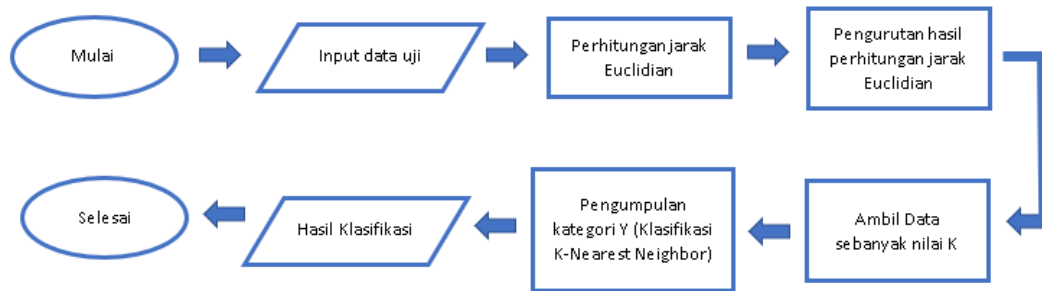 Mulai
Input data uji
Perhitungan jarak
Euclidian
Pengurutan hasil
perhitungan jarak
Euclidian
Ambil Data
sebanyak nilai K
Pengumpulan
kategori Y (Klasifikasi
K-Nearest Neighbor)
Hasil Klasifikasi
Selesai